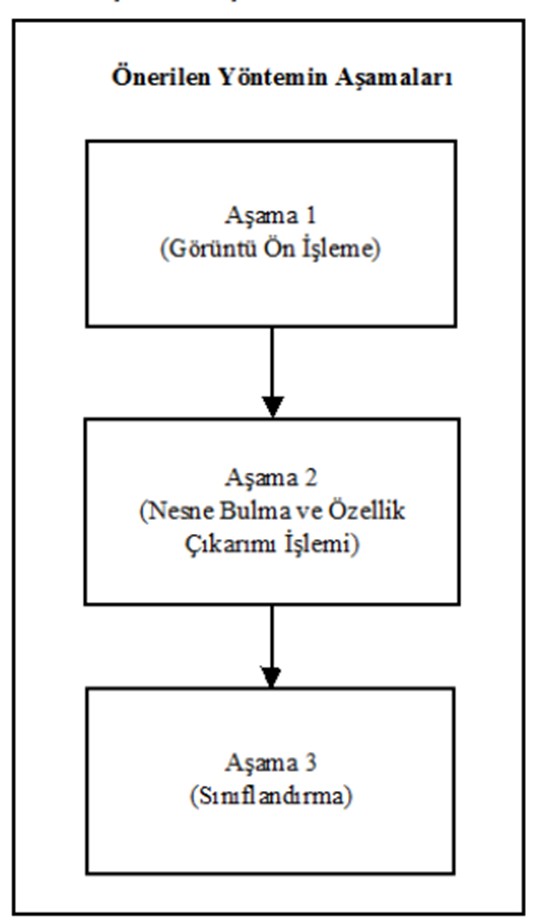 Önerilen Yöntemin Aşamaları
Aşama 1
(Görüntü Ön İşleme)
Aşama 2
(Nesne Bulma ve Özellik
Çıkarımı İşlemi)
Aşama 3
(Sınıflandırma)